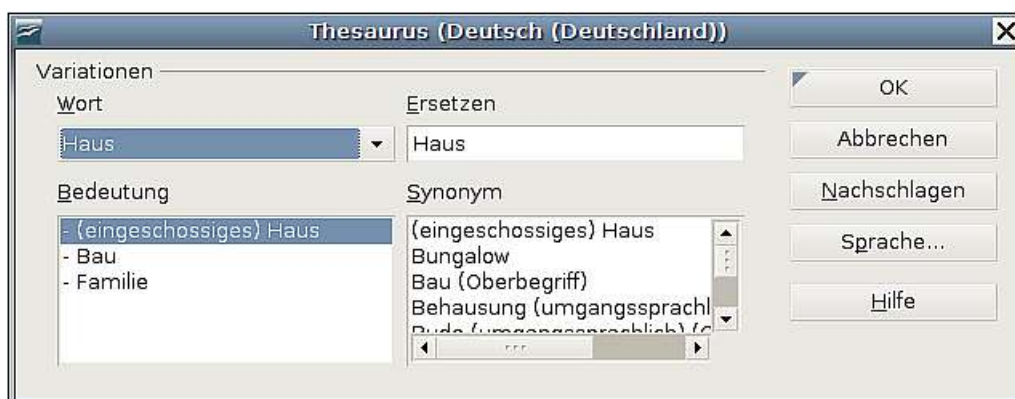 Thesaurus (Deutsch (Deutschland))
Variationen
Wort
Ersetzen
Haus
Haus
Bedeutung
Synonym
- (eingeschossiges) Haus
- Bau
- Familie
(eingeschossiges) Haus
Bungalow
Bau (Oberbegriff)
Behausung (umgangssprachl
OK
Abbrechen
Nachschlagen
Sprache...
Hilfe